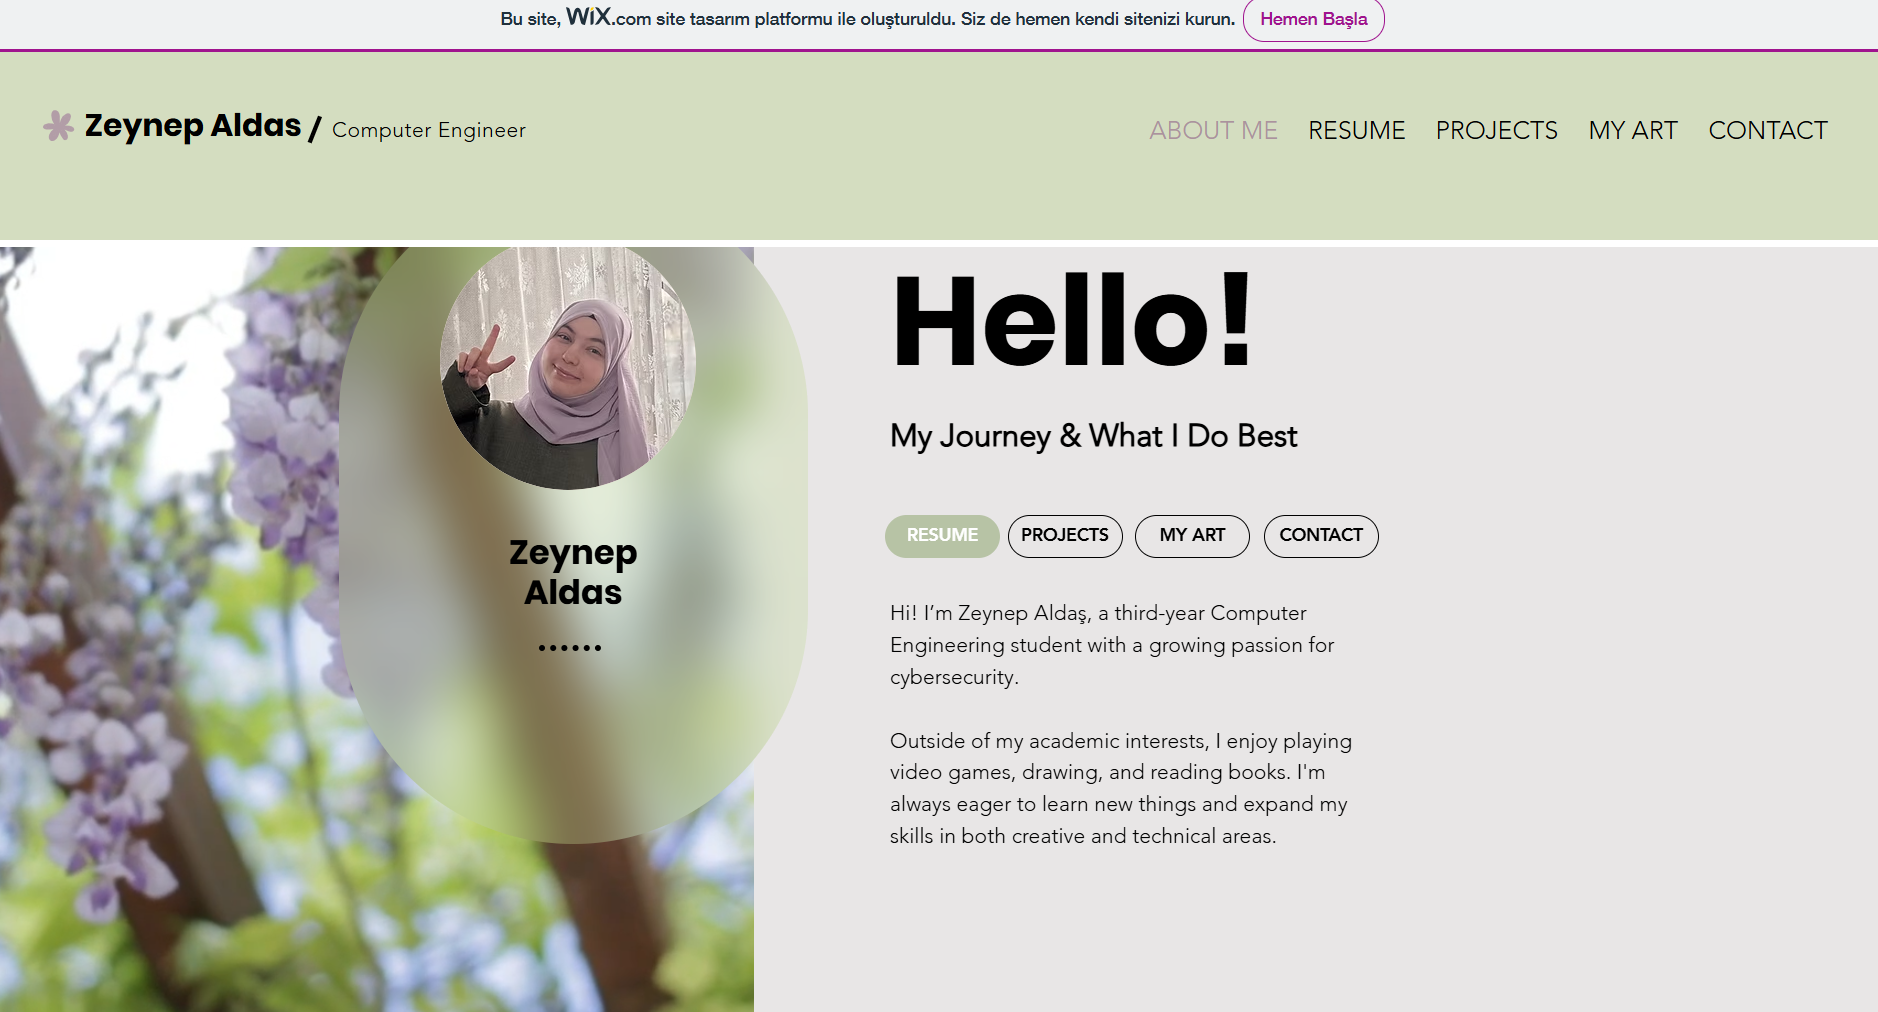 Bu site, WiX.com site tasarım platformu ile oluşturuldu. Siz de hemen kendi sitenizi kurun. Hemen Başla
Zeynep Aldas / Computer Engineer
ABOUT ME RESUME PROJECTS MY ART CONTACT
Hello!
My Journey & What I Do Best
RESUME PROJECTS MY ART CONTACT
Zeynep
Aldas
......
Hi! I’m Zeynep Aldaş, a third-year Computer
Engineering student with a growing passion for
cybersecurity.
Outside of my academic interests, I enjoy playing
video games, drawing, and reading books. I'm
always eager to learn new things and expand my
skills in both creative and technical areas.